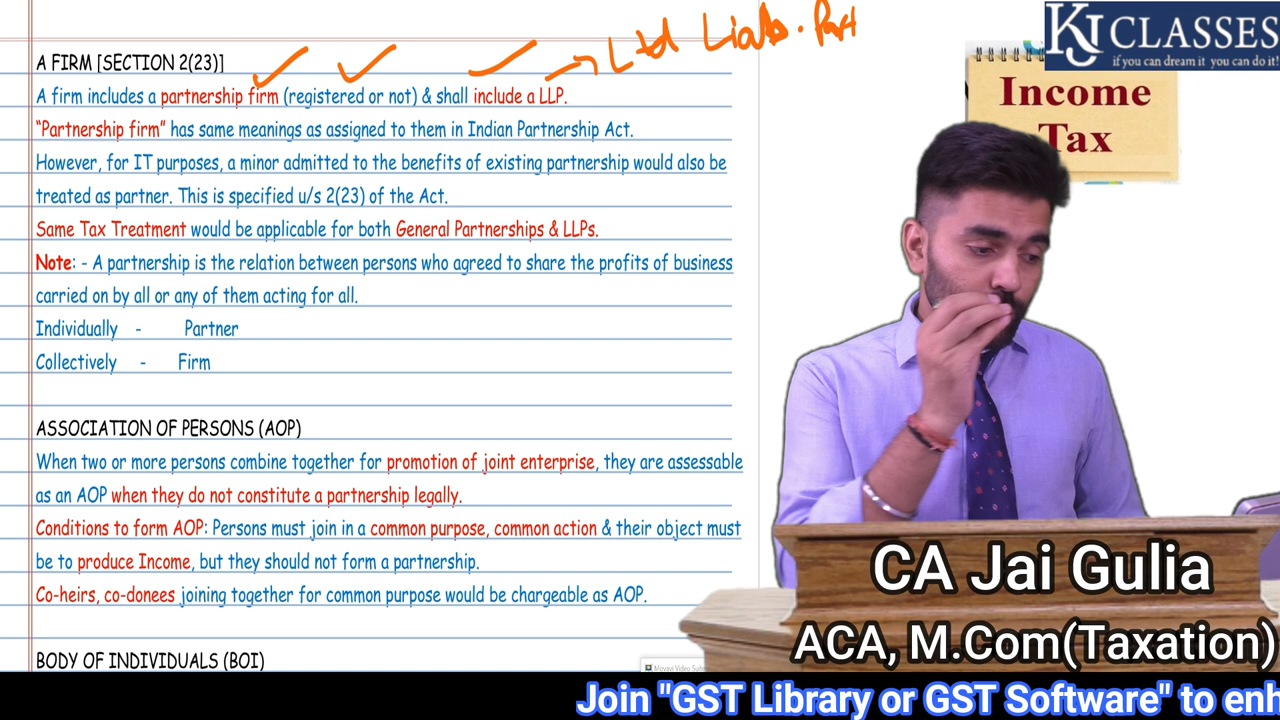 Ltd Liab. Part
KJ CLASSES
if you can dream it you can do it!
Income
Tax
A FIRM [SECTION 2(23)]
A firm includes a partnership firm (registered or not) & shall include a LLP.
“Partnership firm” has same meanings as assigned to them in Indian Partnership Act.
However, for IT purposes, a minor admitted to the benefits of existing partnership would also be
treated as partner. This is specified u/s 2(23) of the Act.
Same Tax Treatment would be applicable for both General Partnerships & LLPs.
Note: - A partnership is the relation between persons who agreed to share the profits of business
carried on by all or any of them acting for all.
Individually - Partner
Collectively - Firm
ASSOCIATION OF PERSONS (AOP)
When two or more persons combine together for promotion of joint enterprise, they are assessable
as an AOP when they do not constitute a partnership legally.
Conditions to form AOP: Persons must join in a common purpose, common action & their object must
be to produce Income, but they should not form a partnership.
Co-heirs, co-donees joining together for common purpose would be chargeable as AOP.
BODY OF INDIVIDUALS (BOI)
Movavi Video Suite
CA Jai Gulia
ACA, M.Com(Taxation)
Join "GST Library or GST Software" to enh